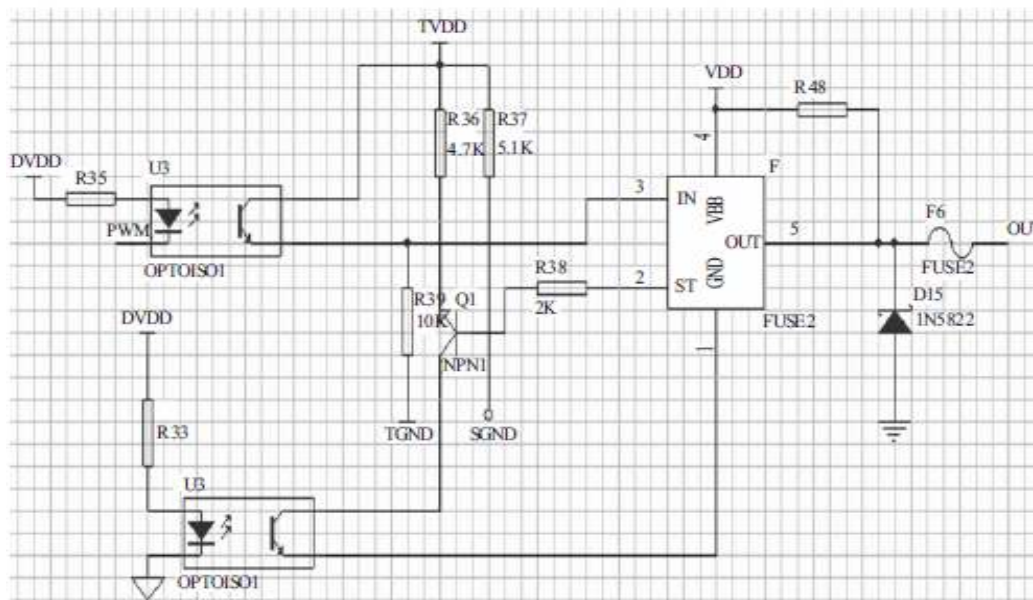 TVDD
VDD
R48
R36
R37
4.7K
5.1K
4
DVDD
U3
F
R35
3
IN
VBB
PWM
F6
OUT
5
OU
OPTOISO1
R38
2
ST
GND
FUSE2
R39
Q1
2K
D15
DVDD
10K
FUSE2
1N5822
NPN1
1
R33
TGND
SGND
U3
OPTOISO1